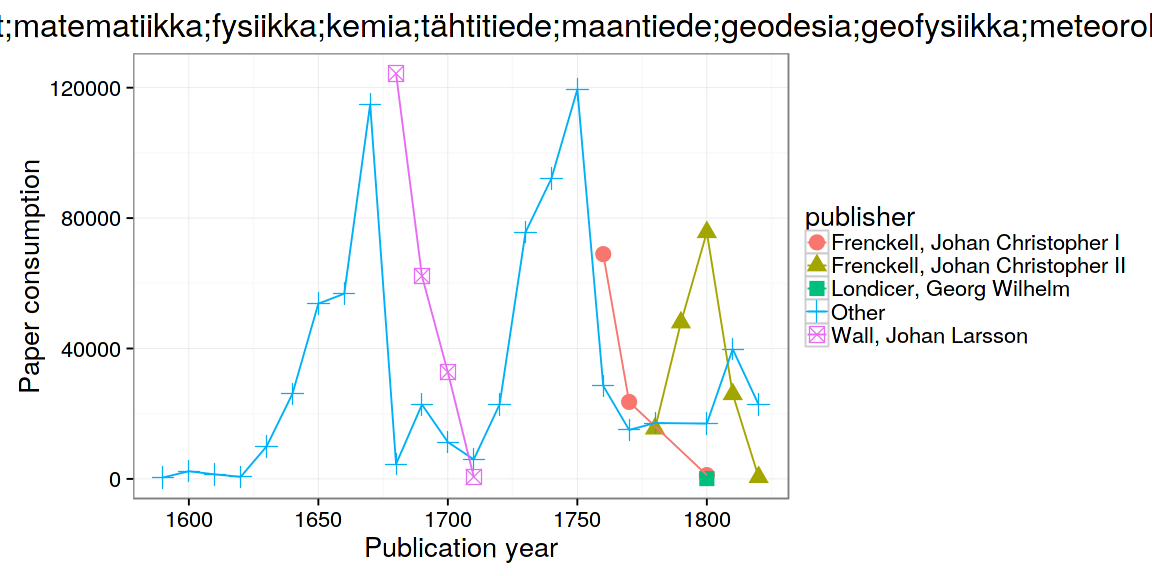 t;matematiikka;fysiikka;kemia;tähtitiede;maantiede;geodesia;geofysiikka;meteorol
120000
80000
40000
0
Paper consumption
1600 1650 1700 1750 1800
Publication year
publisher
Frenckell, Johan Christopher I
Frenckell, Johan Christopher II
Londicer, Georg Wilhelm
Other
Wall, Johan Larsson